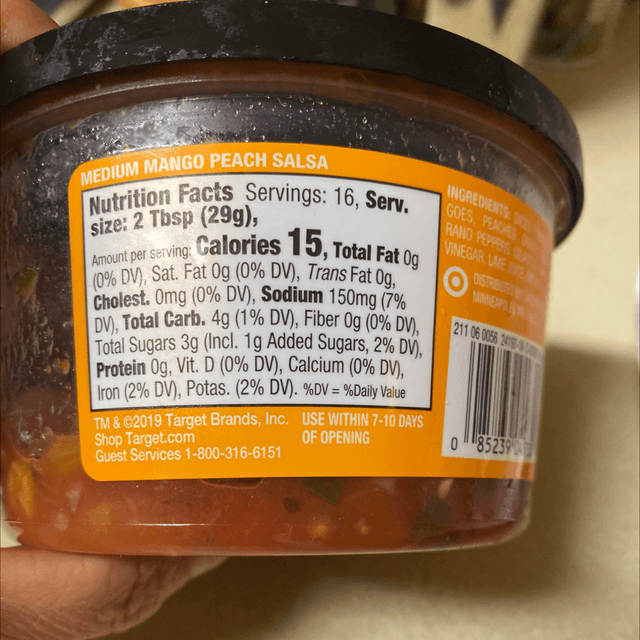 MEDIUM MANGO PEACH SALSA
Nutrition Facts Servings: 16, Serv.
size: 2 Tbsp (29g),
Amount per serving: Calories 15, Total Fat 0g
(0% DV), Sat. Fat 0g (0% DV), Trans Fat 0g,
Cholest. 0mg (0% DV), Sodium 150mg (7%
DV), Total Carb. 4g (1% DV), Fiber 0g (0% DV),
Total Sugars 3g (Incl. 1g Added Sugars, 2% DV),
Protein 0g, Vit. D (0% DV), Calcium (0% DV),
Iron (2% DV), Potas. (2% DV). %DV = %Daily Value
TM & ©2019 Target Brands, Inc.
Shop Target.com
Guest Services 1-800-316-6151
USE WITHIN 7-10 DAYS
OF OPENING
INGREDIENTS:
GOES, PEACHES,
RANO PEPPERS,
VINEGAR, LIME
DISTRIBUTED
MINNEAPOLIS,
211 06 0056
0 85239